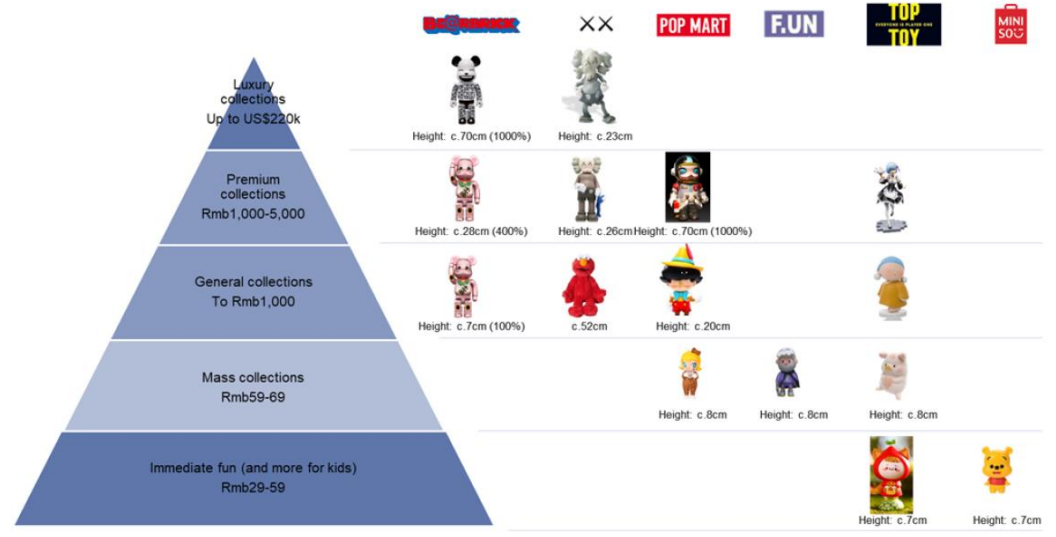 BE@RBRICK
XX
POP MART
F.UN
TOP
EVERYONE IS PLAYER ONE
TOY
MINI
SO
Luxury
collections
Up to US$220k
Height: c.70cm (1000%)
Height: c.23cm
Premium
collections
Rmb1,000-5,000
Height: c.28cm (400%)
Height: c.26cm
Height: c.70cm (1000%)
General collections
To Rmb1,000
Height: c.7cm (100%)
c.52cm
Height: c.20cm
Mass collections
Rmb59-69
Height: c.8cm
Height: c.8cm
Height: c.8cm
Immediate fun (and more for kids)
Rmb29-59
Height: c.7cm
Height: c.7cm